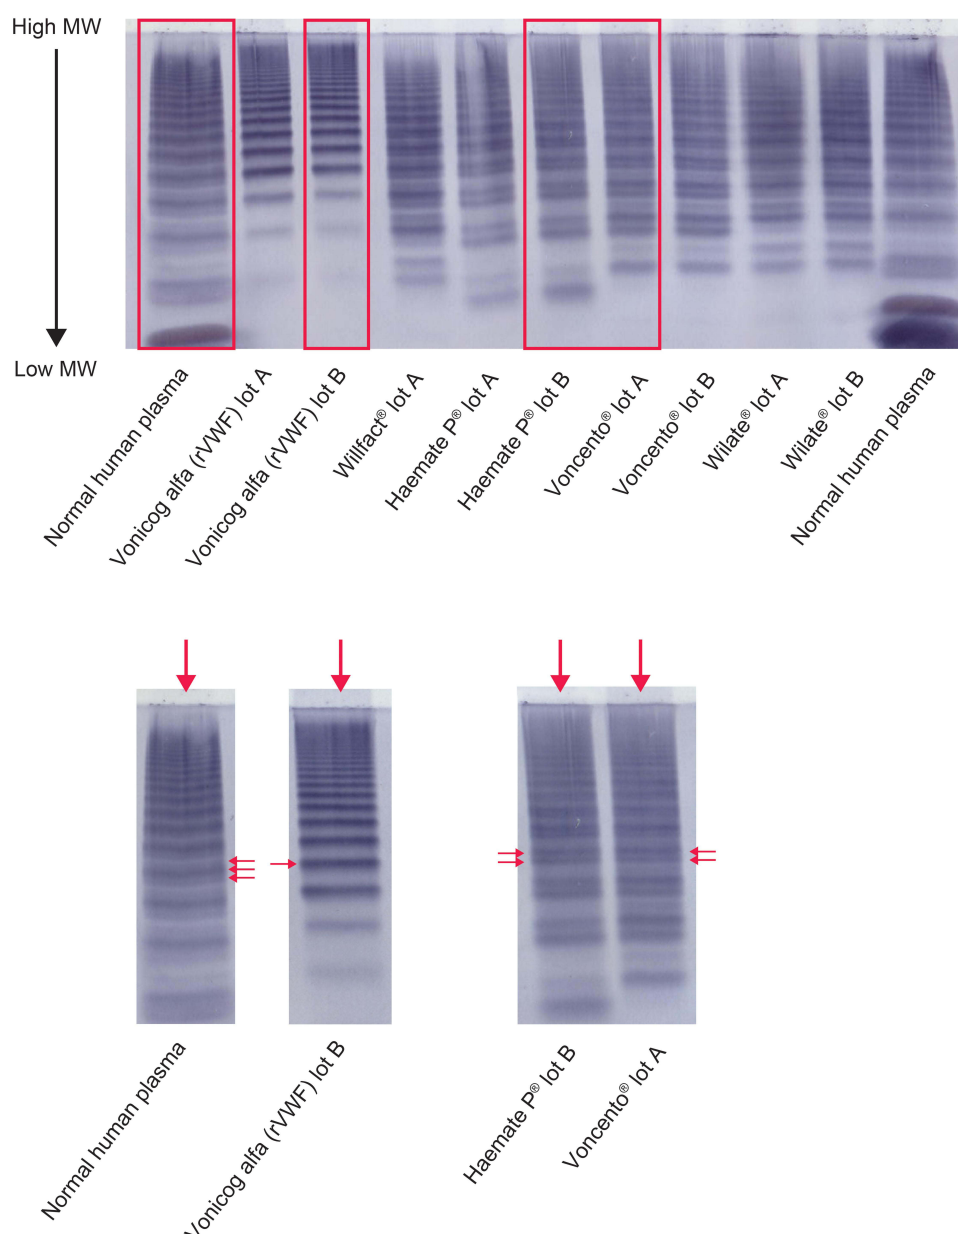 High MW
Low MW
Normal human plasma
Vonicog alfa (rVWF) lot A
Vonicog alfa (rVWF) lot B
Willfact® lot A
Haemate P® lot A
Haemate P® lot B
Voncento® lot A
Voncento® lot B
Wilate® lot A
Wilate® lot B
Normal human plasma
Normal human plasma
Vonicog alfa (rVWF) lot B
Haemate P® lot B
Voncento® lot A